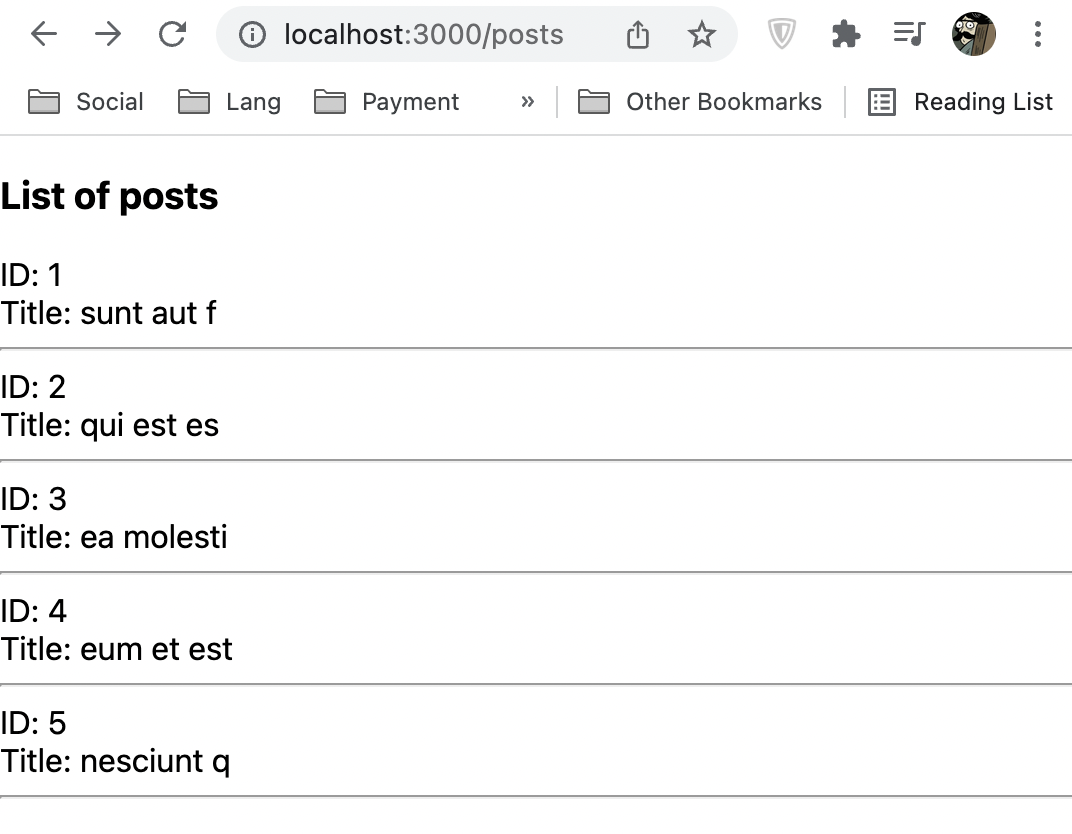 localhost:3000/posts
Social Lang Payment » Other Bookmarks Reading List
List of posts
ID: 1
Title: sunt aut f
ID: 2
Title: qui est es
ID: 3
Title: ea molesti
ID: 4
Title: eum et est
ID: 5
Title: nesciunt q